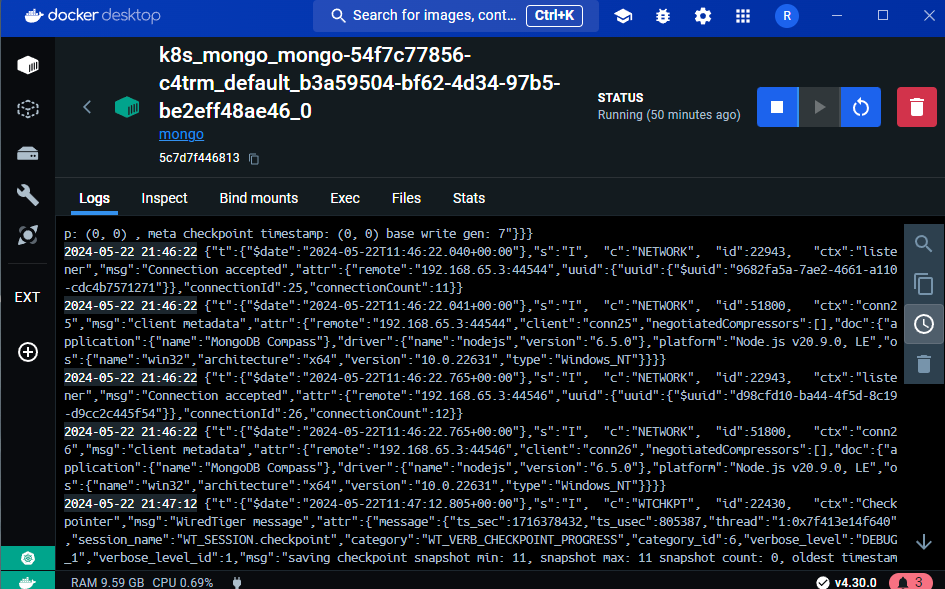 docker desktop
Search for images, cont... Ctrl+K
R
k8s_mongo_mongo-54f7c77856-
c4trm_default_b3a59504-bf62-4d34-97b5-
be2eff48ae46_0
mongo
5c7d7f446813
STATUS
Running (50 minutes ago)
Logs Inspect Bind mounts Exec Files Stats
EXT
p: (0, 0) , meta checkpoint timestamp: (0, 0) base write gen: 7"}}}
2024-05-22 21:46:22 {"t":{"$date":"2024-05-22T11:46:22.040+00:00"},"s":"I", "c":"NETWORK", "id":22943, "ctx":"liste
ner","msg":"Connection accepted","attr":{"remote":"192.168.65.3:44544","uuid":{"uuid":{"$uuid":"9682fa5a-7ae2-4661-a110
-cdc4b7571271"}},"connectionId":25,"connectionCount":11}}
2024-05-22 21:46:22 {"t":{"$date":"2024-05-22T11:46:22.041+00:00"},"s":"I", "c":"NETWORK", "id":51800, "ctx":"conn2
5","msg":"client metadata","attr":{"remote":"192.168.65.3:44544","client":"conn25","negotiatedCompressors":[],"doc":{"a
pplication":{"name":"MongoDB Compass"},"driver":{"name":"nodejs","version":"6.5.0"},"platform":"Node.js v20.9.0, LE","o
s":{"name":"win32","architecture":"x64","version":"10.0.22631","type":"Windows_NT"}}}}
2024-05-22 21:46:22 {"t":{"$date":"2024-05-22T11:46:22.765+00:00"},"s":"I", "c":"NETWORK", "id":22943, "ctx":"liste
ner","msg":"Connection accepted","attr":{"remote":"192.168.65.3:44546","uuid":{"uuid":{"$uuid":"d98cfd10-ba44-4f5d-8c19
-d9cc2c445f54"}},"connectionId":26,"connectionCount":12}}
2024-05-22 21:46:22 {"t":{"$date":"2024-05-22T11:46:22.765+00:00"},"s":"I", "c":"NETWORK", "id":51800, "ctx":"conn2
6","msg":"client metadata","attr":{"remote":"192.168.65.3:44546","client":"conn26","negotiatedCompressors":[],"doc":{"a
pplication":{"name":"MongoDB Compass"},"driver":{"name":"nodejs","version":"6.5.0"},"platform":"Node.js v20.9.0, LE","o
s":{"name":"win32","architecture":"x64","version":"10.0.22631","type":"Windows_NT"}}}}
2024-05-22 21:47:12 {"t":{"$date":"2024-05-22T11:47:12.805+00:00"},"s":"I", "c":"WTCHKPT", "id":22430, "ctx":"Check
pointer","msg":"WiredTiger message","attr":{"message":{"ts_sec":1716378432,"ts_usec":805387,"thread":"1:0x7f413e14f640"
,"session_name":"WT_SESSION.checkpoint","category":"WT_VERB_CHECKPOINT_PROGRESS","category_id":6,"verbose_level":"DEBUG
_1","verbose_level_id":1,"msg":"saving checkpoint snapshot min: 11, snapshot max: 11 snapshot count: 0, oldest timestam
RAM 9.59 GB CPU 0.69% v4.30.0 3